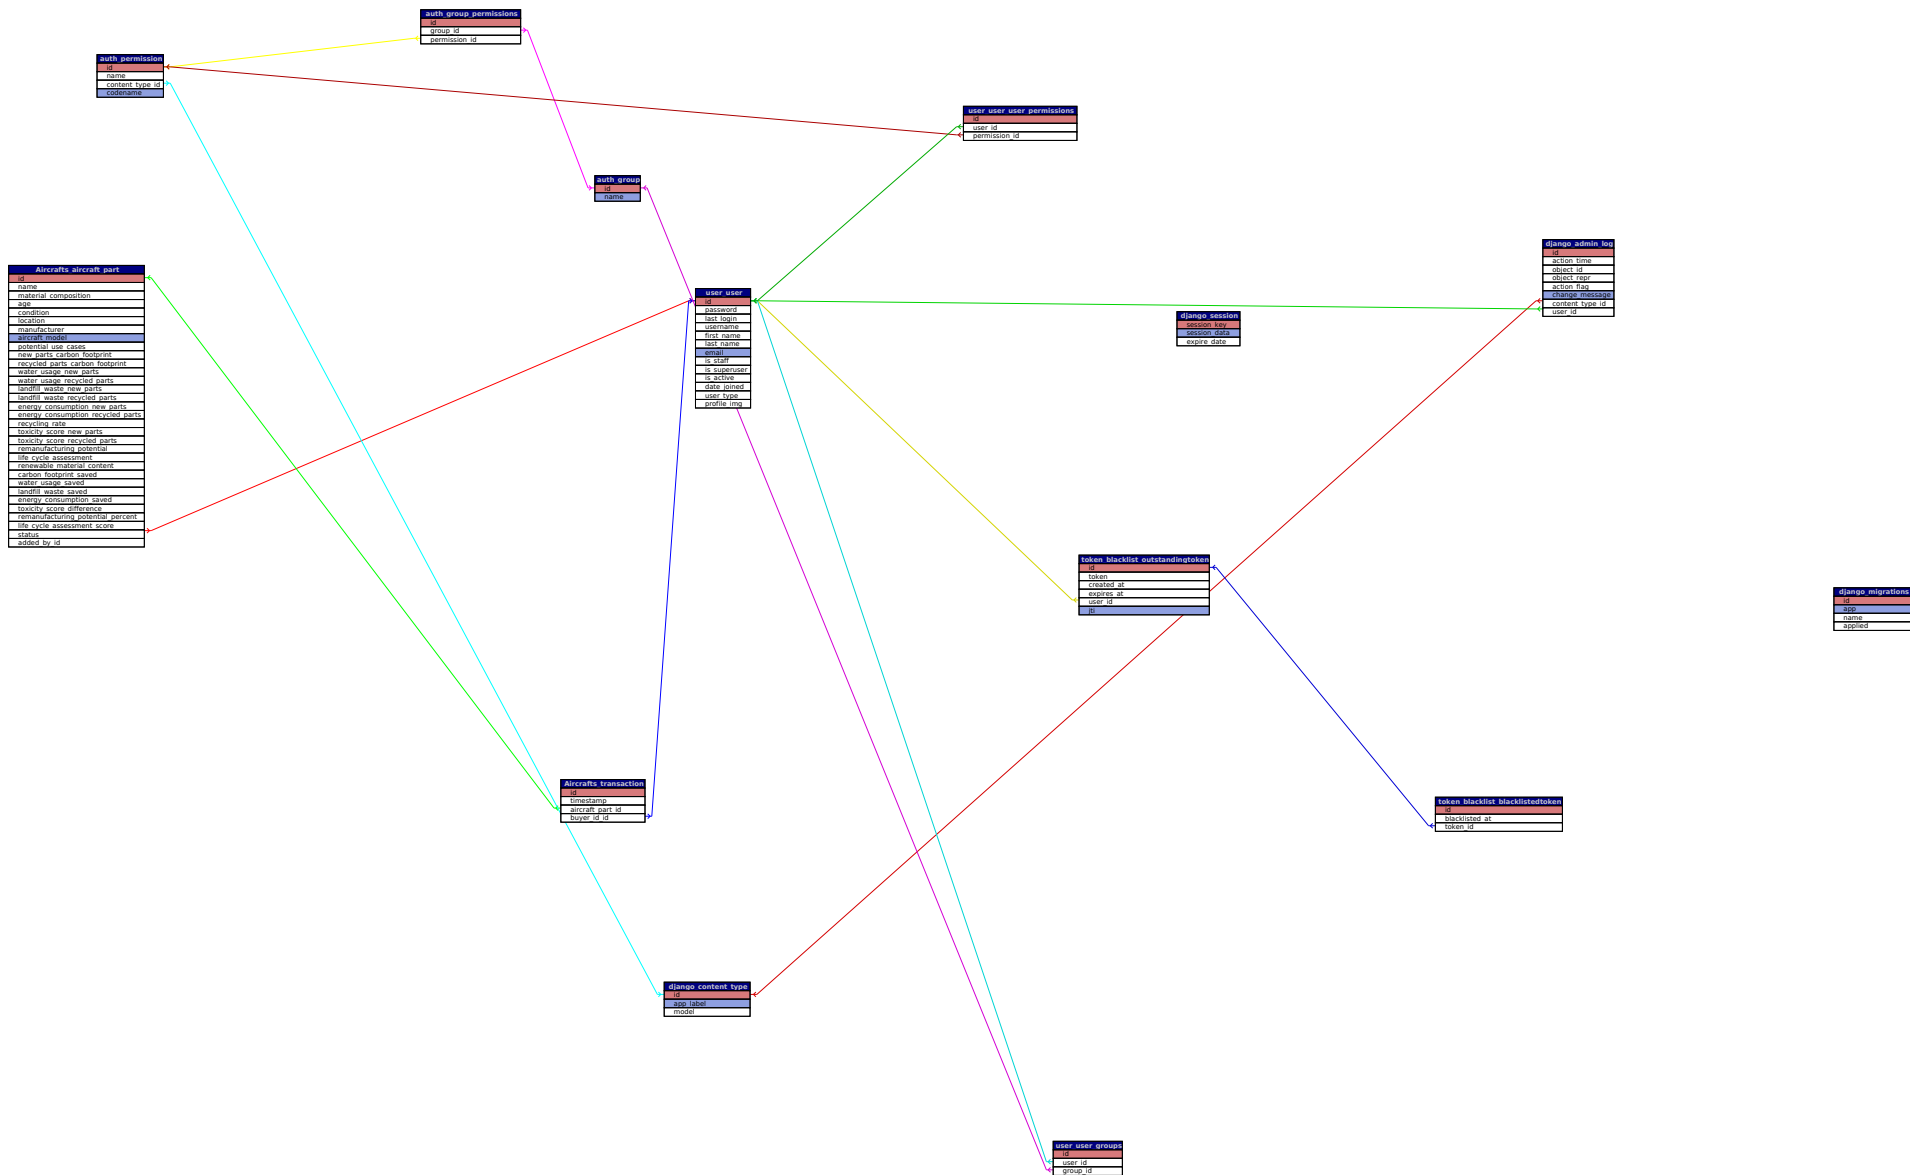 auth_group_permissions
id
group_id
permission_id
auth_permission
id
name
content_type_id
codename
user_user_user_permissions
id
user_id
permission_id
auth_group
id
name
django_admin_log
id
action_time
object_id
object_repr
action_flag
change_message
content_type_id
user_id
Aircrafts_aircraft_part
id
name
material_composition
age
condition
location
manufacturer
aircraft_model
potential_use_cases
new_parts_carbon_footprint
recycled_parts_carbon_footprint
water_usage_new_parts
water_usage_recycled_parts
landfill_waste_new_parts
landfill_waste_recycled_parts
energy_consumption_new_parts
energy_consumption_recycled_parts
recycling_rate
toxicity_score_new_parts
toxicity_score_recycled_parts
remanufacturing_potential
life_cycle_assessment
renewable_material_content
carbon_footprint_saved
water_usage_saved
landfill_waste_saved
energy_consumption_saved
toxicity_score_difference
remanufacturing_potential_percent
life_cycle_assessment_score
status
added_by_id
user_user
id
password
last_login
username
first_name
last_name
email
is_staff
is_superuser
is_active
date_joined
user_type
profile_img
django_session
session_key
session_data
expire_date
token_blacklist_outstandingtoken
id
token
created_at
expires_at
user_id
jti
django_migrations
id
app
name
applied
Aircrafts_transaction
id
timestamp
aircraft_part_id
buyer_id_id
token_blacklist_blacklistedtoken
id
blacklisted_at
token_id
django_content_type
id
app_label
model
user_user_groups
id
user_id
group_id